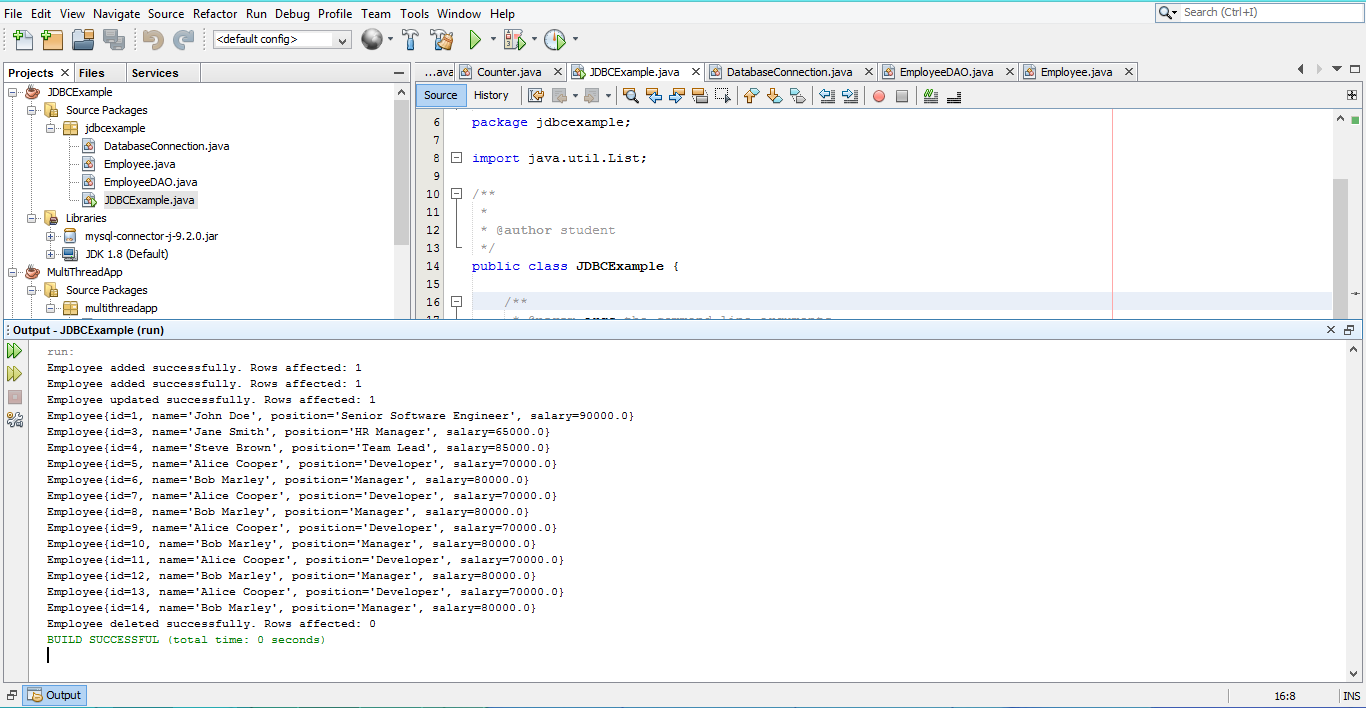 File Edit View Navigate Source Refactor Run Debug Profile Team Tools Window Help
Search (Ctrl+I)
<default config>
Projects Files Services
...ava Counter.java JDBCExample.java DatabaseConnection.java EmployeeDAO.java Employee.java
Source History
JDBCExample
Source Packages
jdbcexample
DatabaseConnection.java
Employee.java
EmployeeDAO.java
JDBCExample.java
Libraries
mysql-connector-j-9.2.0.jar
JDK 1.8 (Default)
MultiThreadApp
Source Packages
multithreadapp
6 package jdbcexample;
7
8 import java.util.List;
9
10 /**
11 *
12 * @author student
13 */
14 public class JDBCExample {
15
16 /**
17 * @param args the command line arguments
Output - JDBCExample (run)
run:
Employee added successfully. Rows affected: 1
Employee added successfully. Rows affected: 1
Employee updated successfully. Rows affected: 1
Employee{id=1, name='John Doe', position='Senior Software Engineer', salary=90000.0}
Employee{id=3, name='Jane Smith', position='HR Manager', salary=65000.0}
Employee{id=4, name='Steve Brown', position='Team Lead', salary=85000.0}
Employee{id=5, name='Alice Cooper', position='Developer', salary=70000.0}
Employee{id=6, name='Bob Marley', position='Manager', salary=80000.0}
Employee{id=7, name='Alice Cooper', position='Developer', salary=70000.0}
Employee{id=8, name='Bob Marley', position='Manager', salary=80000.0}
Employee{id=9, name='Alice Cooper', position='Developer', salary=70000.0}
Employee{id=10, name='Bob Marley', position='Manager', salary=80000.0}
Employee{id=11, name='Alice Cooper', position='Developer', salary=70000.0}
Employee{id=12, name='Bob Marley', position='Manager', salary=80000.0}
Employee{id=13, name='Alice Cooper', position='Developer', salary=70000.0}
Employee{id=14, name='Bob Marley', position='Manager', salary=80000.0}
Employee deleted successfully. Rows affected: 0
BUILD SUCCESSFUL (total time: 0 seconds)
Output
16:8 INS